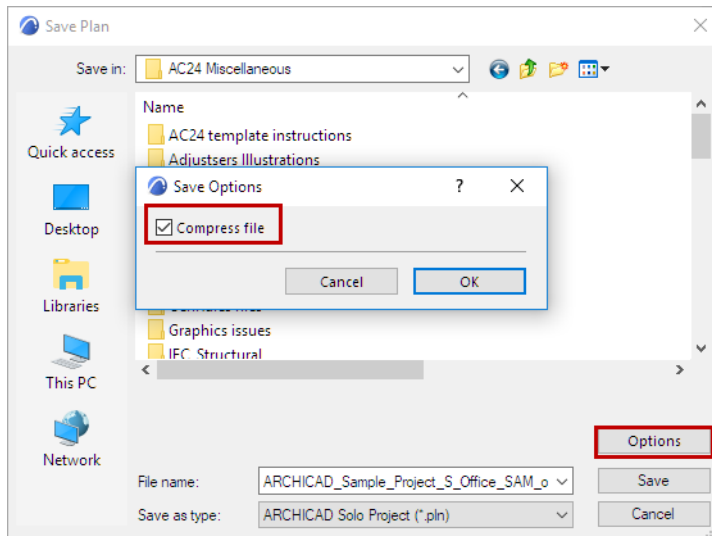 Save Plan
Save in:
AC24 Miscellaneous
Name
AC24 template instructions
Adjustsers Illustrations
Quick access
Desktop
Libraries
This PC
Network
Save Options
?
Compress file
Cancel
OK
Graphics issues
IFC Structural
Options
File name:
ARCHICAD_Sample_Project_S_Office_SAM_o
Save
Save as type:
ARCHICAD Solo Project (*.pln)
Cancel